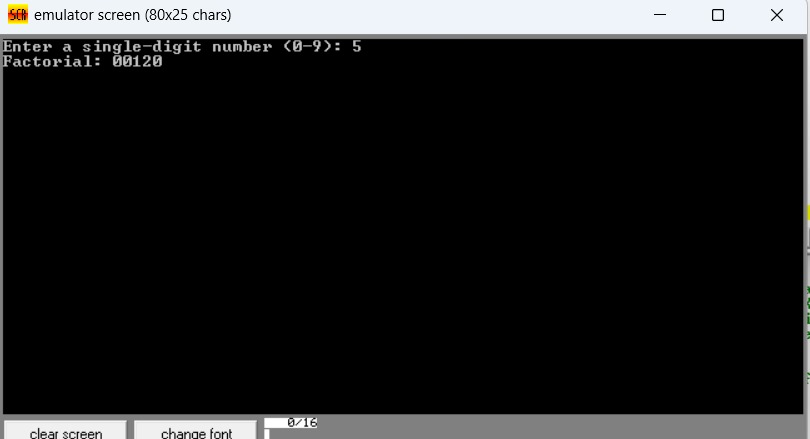 SCR emulator screen (80x25 chars)
Enter a single-digit number (0-9): 5
Factorial: 00120
clear screen change font 0/16